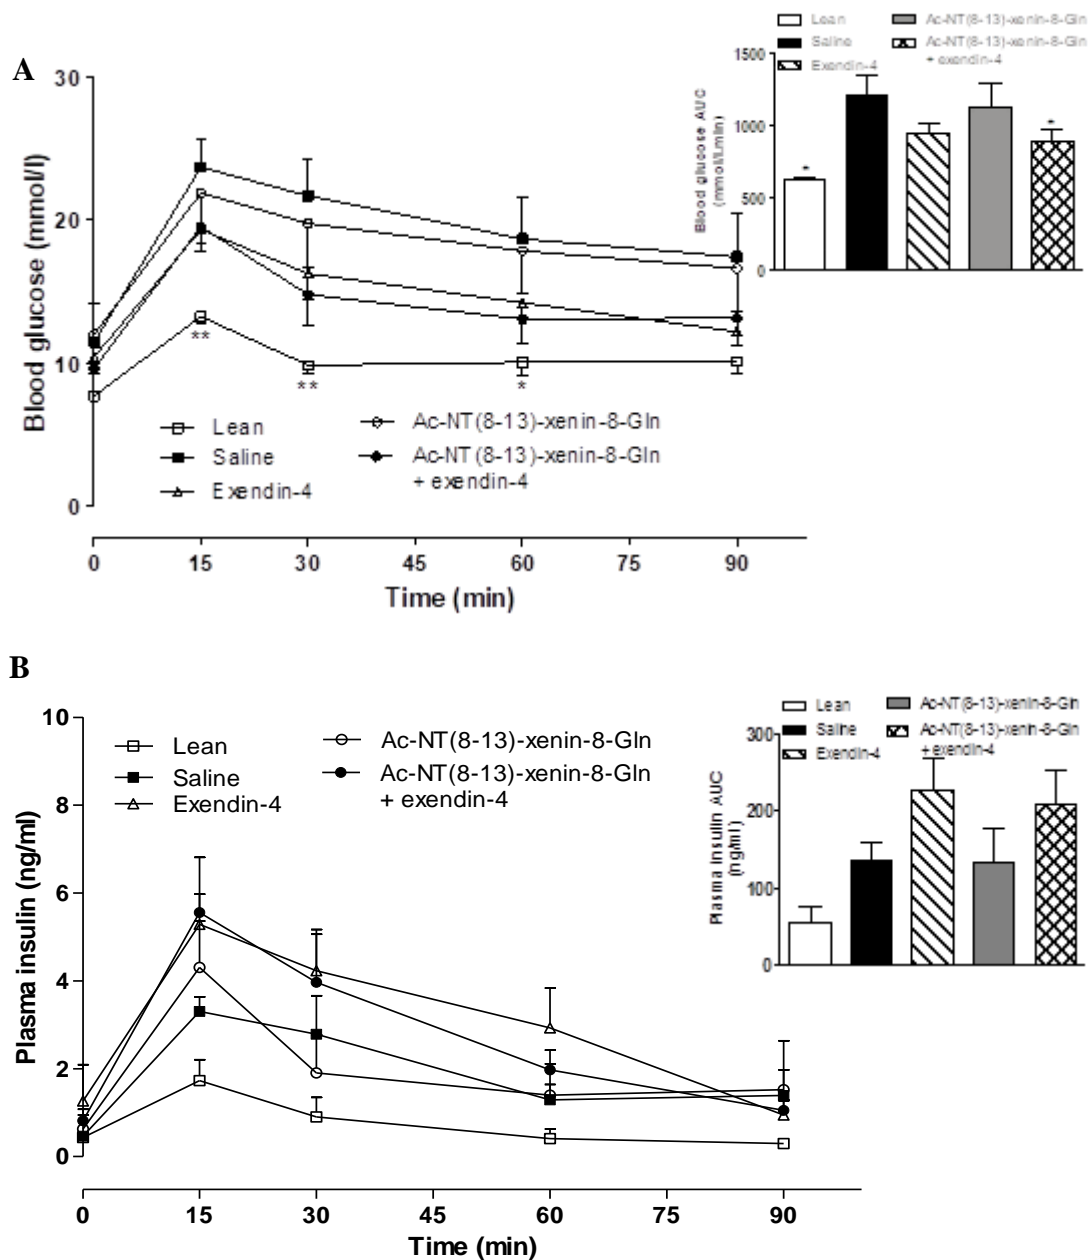 A
30
20
10
0
Blood glucose (mmol/l)
**
**
*
Lean
Saline
Exendin-4
Ac-NT(8-13)-xenin-8-Gln
Ac-NT(8-13)-xenin-8-Gln
+ exendin-4
0 15 30 45 60 75 90
Time (min)
Lean
Saline
Exendin-4
Ac-NT(8-13)-xenin-8-Gln
Ac-NT(8-13)-xenin-8-Gln
+ exendin-4
1500
1000
500
0
Blood glucose AUC
(mmol/l.min)
*
*
B
10
8
6
4
2
0
Plasma insulin (ng/ml)
Lean
Saline
Exendin-4
Ac-NT(8-13)-xenin-8-Gln
Ac-NT(8-13)-xenin-8-Gln
+ exendin-4
0 15 30 45 60 75 90
Time (min)
Lean
Saline
Exendin-4
Ac-NT(8-13)-xenin-8-Gln
Ac-NT(8-13)-xenin-8-Gln
+ exendin-4
300
200
100
0
Plasma insulin AUC
(ng/ml)